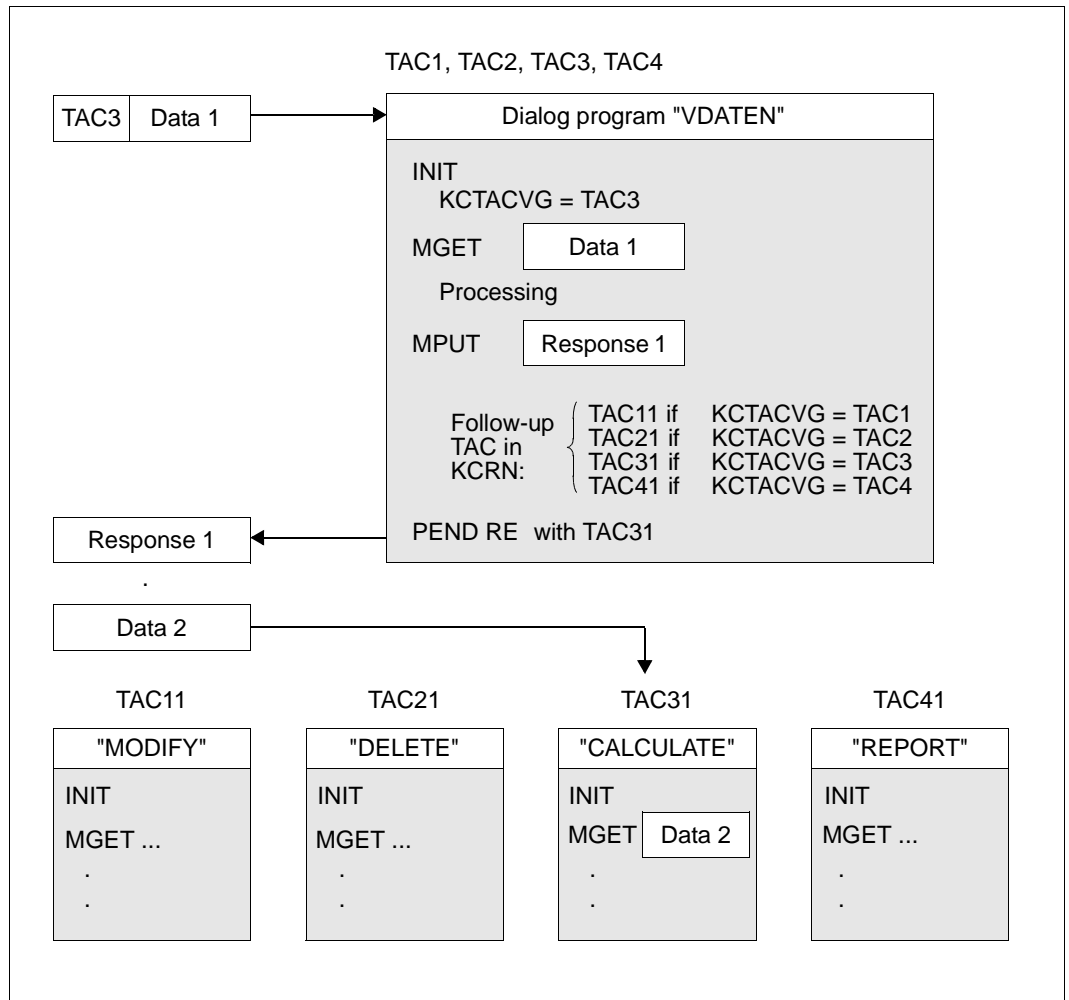 TAC1, TAC2, TAC3, TAC4
TAC3 Data 1
Dialog program "VDATEN"
INIT
KCTACVG = TAC3
MGET Data 1
Processing
MPUT Response 1
Follow-up
TAC in
KCRN:
TAC11 if KCTACVG = TAC1
TAC21 if KCTACVG = TAC2
TAC31 if KCTACVG = TAC3
TAC41 if KCTACVG = TAC4
PEND RE with TAC31
Response 1
.
Data 2
TAC11 TAC21 TAC31 TAC41
"MODIFY"
INIT
MGET ...
.
.
"DELETE"
INIT
MGET ...
.
.
"CALCULATE"
INIT
MGET Data 2
.
.
"REPORT"
INIT
MGET ...
.
.